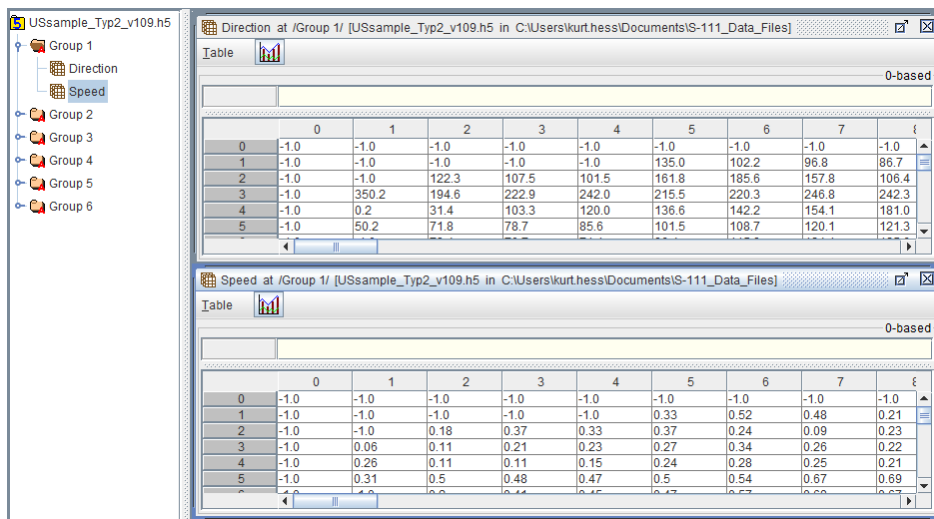 USsample_Typ2_v109.h5
Group 1
Direction
Speed
Group 2
Group 3
Group 4
Group 5
Group 6
Direction at /Group 1/ [USsample_Typ2_v109.h5 in C:\Users\kurt.hess\Documents\S-111_Data_Files]
Table
0-based
0 1 2 3 4 5 6 7
0 -1.0 -1.0 -1.0 -1.0 -1.0 -1.0 -1.0 -1.0 -1.0
1 -1.0 -1.0 -1.0 -1.0 -1.0 135.0 102.2 96.8 86.7
2 -1.0 -1.0 122.3 107.5 101.5 161.8 185.6 157.8 106.4
3 -1.0 350.2 194.6 222.9 242.0 215.5 220.3 246.8 242.3
4 -1.0 0.2 31.4 103.3 120.0 136.6 142.2 154.1 181.0
5 -1.0 50.2 71.8 78.7 85.6 101.5 108.7 120.1 121.3
Speed at /Group 1/ [USsample_Typ2_v109.h5 in C:\Users\kurt.hess\Documents\S-111_Data_Files]
Table
0-based
0 1 2 3 4 5 6 7
0 -1.0 -1.0 -1.0 -1.0 -1.0 -1.0 -1.0 -1.0 -1.0
1 -1.0 -1.0 -1.0 -1.0 -1.0 0.33 0.52 0.48 0.21
2 -1.0 -1.0 0.18 0.37 0.33 0.37 0.24 0.09 0.23
3 -1.0 0.06 0.11 0.21 0.23 0.27 0.34 0.26 0.22
4 -1.0 0.26 0.11 0.11 0.15 0.24 0.28 0.25 0.21
5 -1.0 0.31 0.5 0.48 0.47 0.5 0.54 0.67 0.69